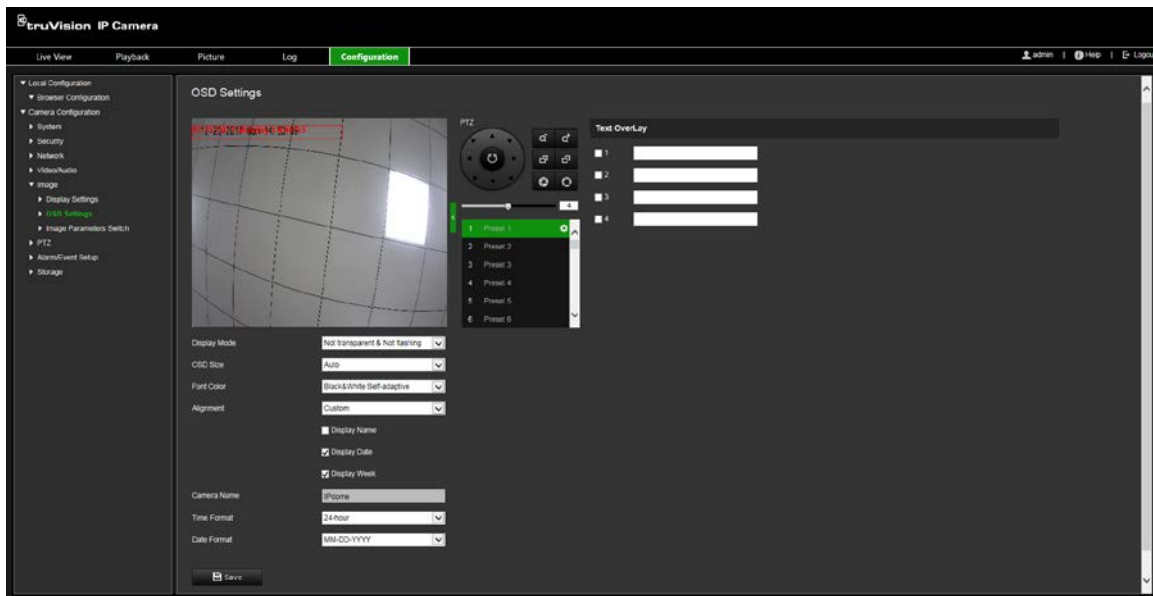 truVision IP Camera
Live View Playback Picture Log Configuration admin | Help | Logou
Local Configuration
Browser Configuration
Camera Configuration
System
Security
Network
Video/Audio
Image
Display Settings
OSD Settings
Image Parameters Switch
PTZ
Alarm/Event Setup
Storage
OSD Settings
PTZ
4
1 Preset 1
2 Preset 2
3 Preset 3
4 Preset 4
5 Preset 5
6 Preset 6
Text OverLay
1
2
3
4
Display Mode Not transparent & Not flashing
OSD Size Auto
Font Color Black&White Self-adaptive
Alignment Custom
Display Name
Display Date
Display Week
Camera Name IPdome
Time Format 24-hour
Date Format MM-DD-YYYY
Save